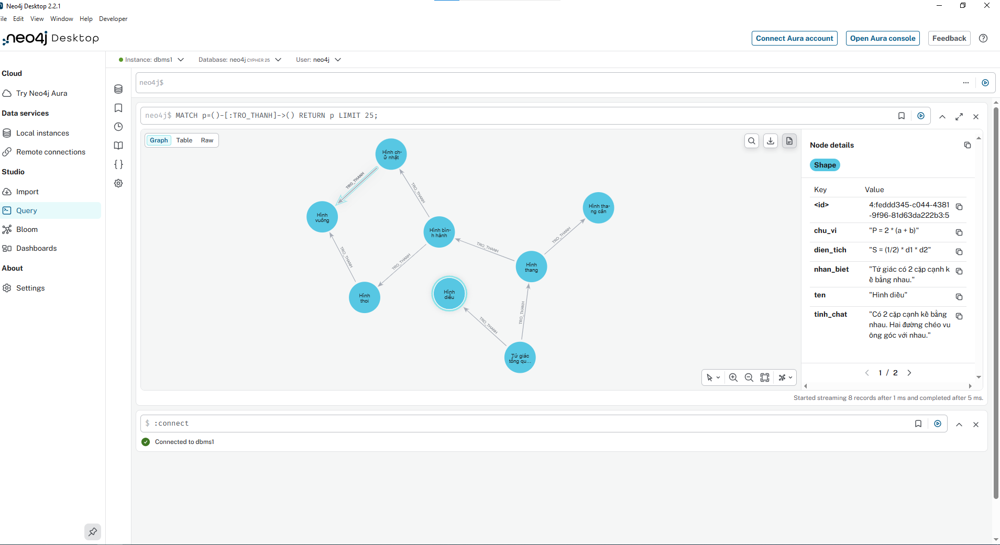 Neo4j Desktop 2.2.1
ile Edit View Window Help Developer
neo4j Desktop
Connect Aura account Open Aura console Feedback
Instance: dbms1 Database: neo4j CYPHER 25 User: neo4j
Cloud
Try Neo4j Aura
Data services
Local instances
Remote connections
Studio
Import
Query
Bloom
Dashboards
About
Settings
neo4j$
neo4j$ MATCH p=()-[:TRO_THANH]->() RETURN p LIMIT 25;
Graph Table Raw
Hình ch-
ữ nhật
TRO_THANH
TRO_THANH
Hình
vuông
Hình bìn-
h hành
Hình tha-
ng cân
TRO_THANH
TRO_THANH
TRO_THANH
TRO_THANH
Hình
thang
Hình
thoi
Hình
diều
TRO_THANH
TRO_THANH
Tứ giác
tổng qu...
Node details
Shape
Key Value
<id> 4:feddd345-c044-4381
-9f96-81d63da222b3:5
chu_vi "P = 2 * (a + b)"
dien_tich "S = (1/2) * d1 * d2"
nhan_biet "Tứ giác có 2 cặp cạnh k
ề bằng nhau."
ten "Hình diều"
tinh_chat "Có 2 cặp cạnh kề bằng
nhau. Hai đường chéo vu
ông góc với nhau."
1 / 2
Started streaming 8 records after 1 ms and completed after 5 ms.
$ :connect
Connected to dbms1